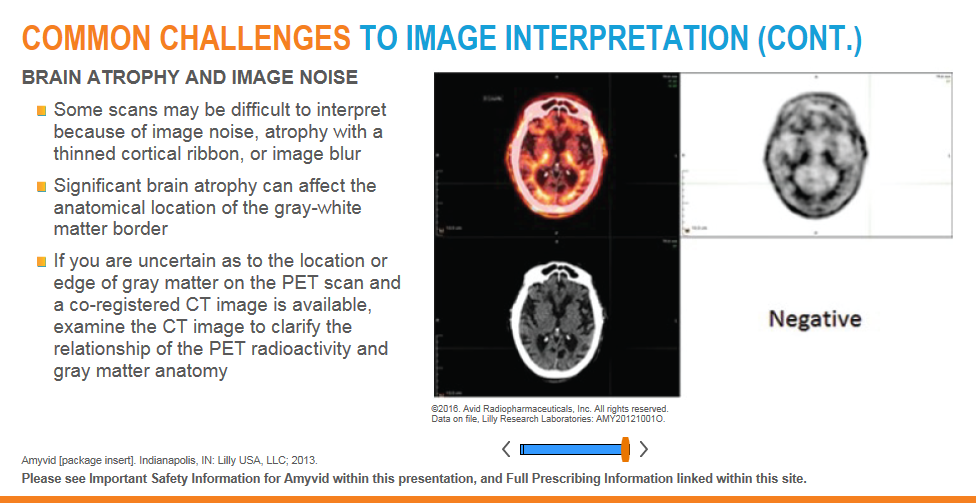 COMMON CHALLENGES TO IMAGE INTERPRETATION (CONT.)
BRAIN ATROPHY AND IMAGE NOISE
Some scans may be difficult to interpret
because of image noise, atrophy with a
thinned cortical ribbon, or image blur
Significant brain atrophy can affect the
anatomical location of the gray-white
matter border
If you are uncertain as to the location or
edge of gray matter on the PET scan and
a co-registered CT image is available,
examine the CT image to clarify the
relationship of the PET radioactivity and
gray matter anatomy
Negative
©2016. Avid Radiopharmaceuticals, Inc. All rights reserved.
Data on file, Lilly Research Laboratories: AMY20121001O.
Amyvid [package insert]. Indianapolis, IN: Lilly USA, LLC; 2013.
Please see Important Safety Information for Amyvid within this presentation, and Full Prescribing Information linked within this site.